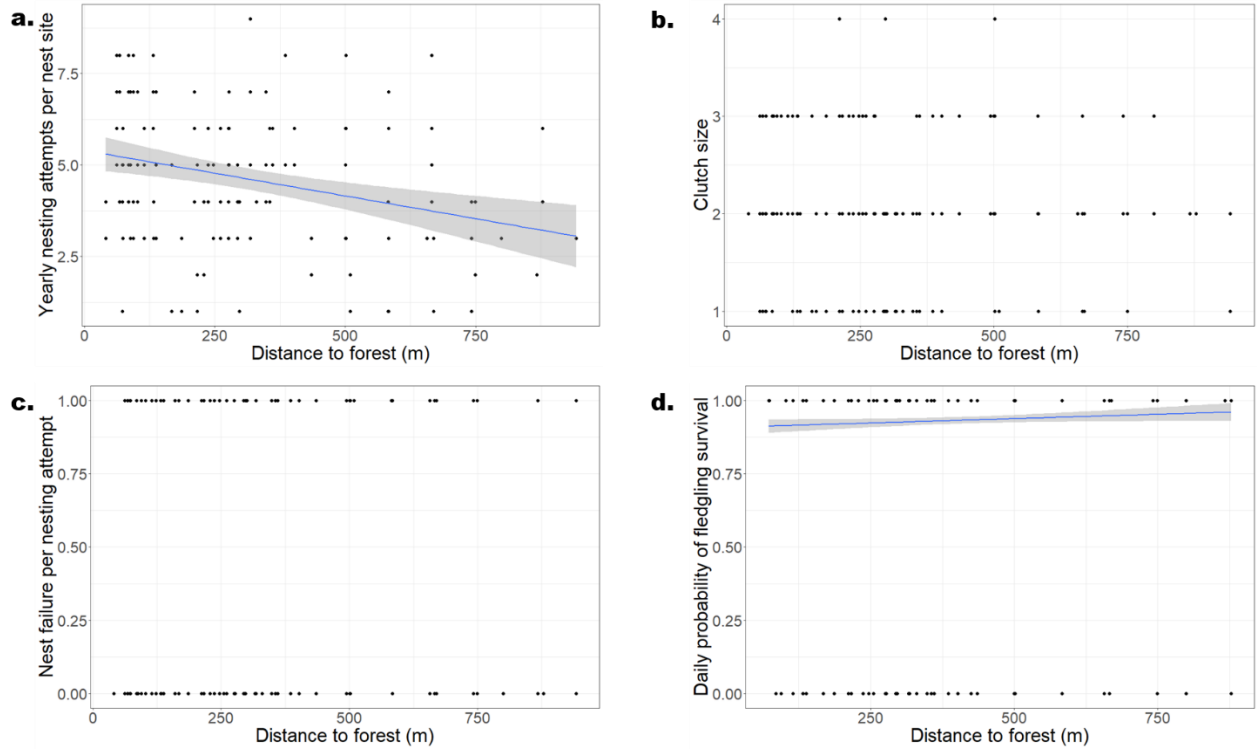 a.
Yearly nesting attempts per nest site
7.5
5.0
2.5
0
250
500
750
Distance to forest (m)
b.
Clutch size
4
3
2
1
0
250
500
750
Distance to forest (m)
c.
Nest failure per nesting attempt
1.00
0.75
0.50
0.25
0.00
0
250
500
750
Distance to forest (m)
d.
Daily probability of fledgling survival
1.00
0.75
0.50
0.25
0.00
250
500
750
Distance to forest (m)